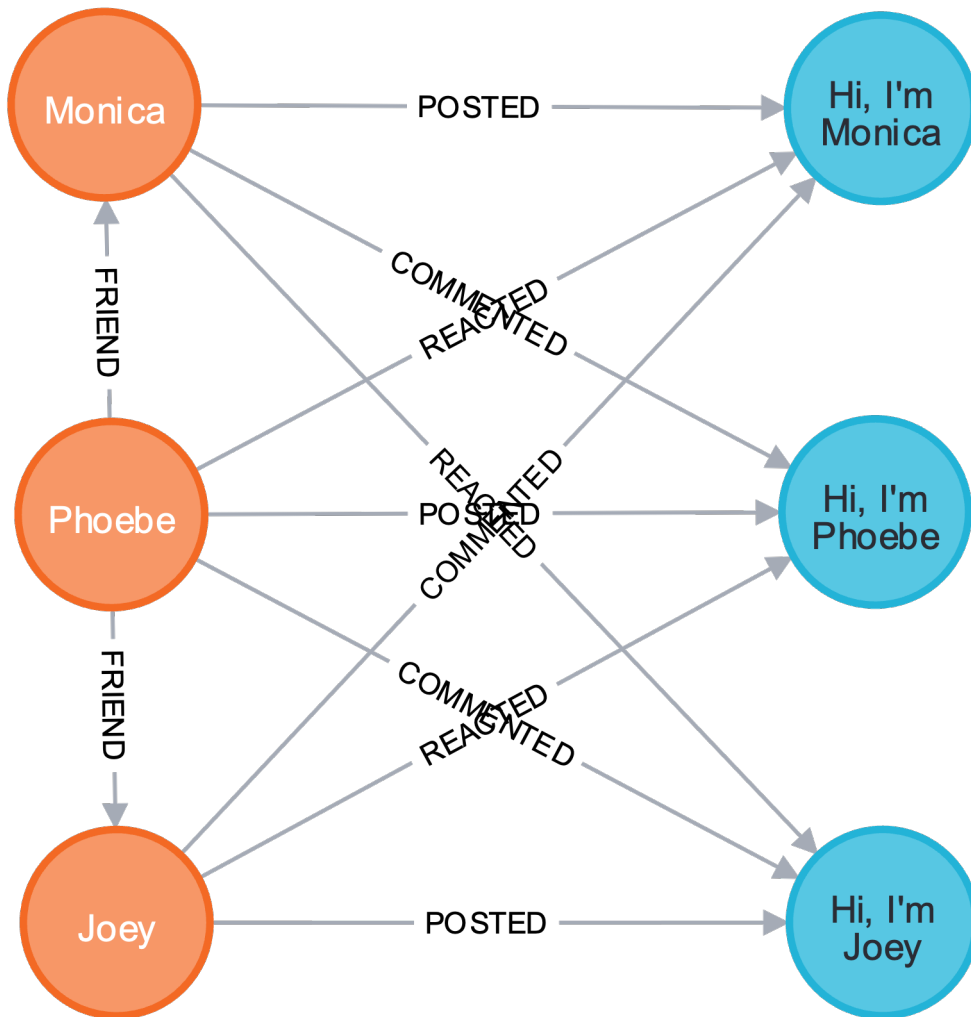 Monica
POSTED
Hi, I'm
Monica
FRIEND
COMMENTED
REACTED
REACTED
COMMENTED
Phoebe
POSTED
Hi, I'm
Phoebe
FRIEND
COMMENTED
REACTED
Joey
POSTED
Hi, I'm
Joey